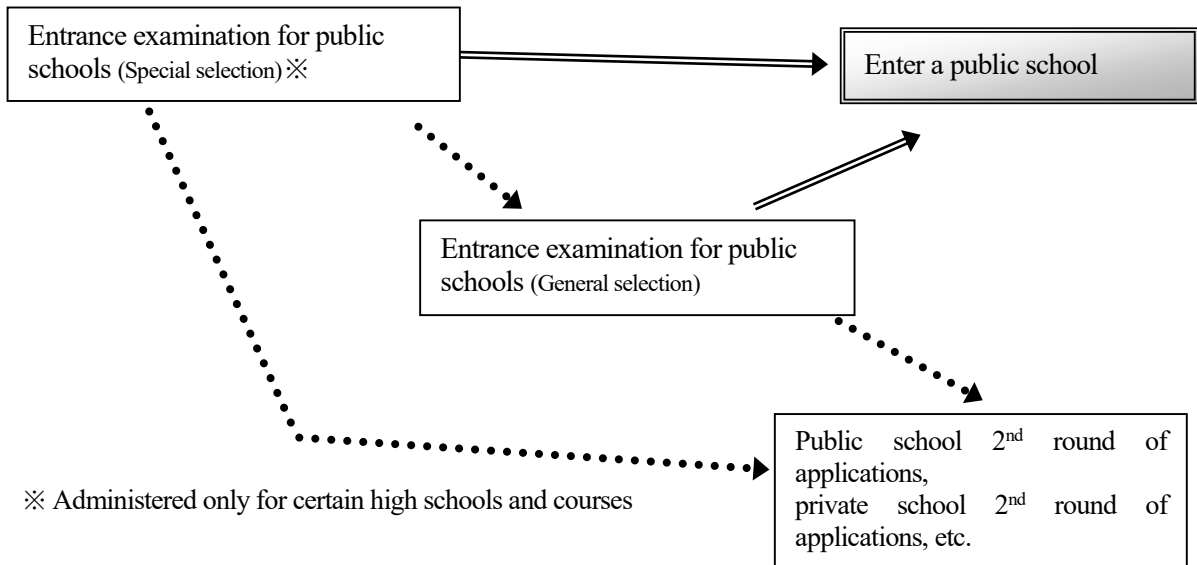 Entrance examination for public
schools (Special selection)※
Enter a public school
Entrance examination for public
schools (General selection)
Public school 2nd round of
applications,
private school 2nd round of
applications, etc.
※ Administered only for certain high schools and courses